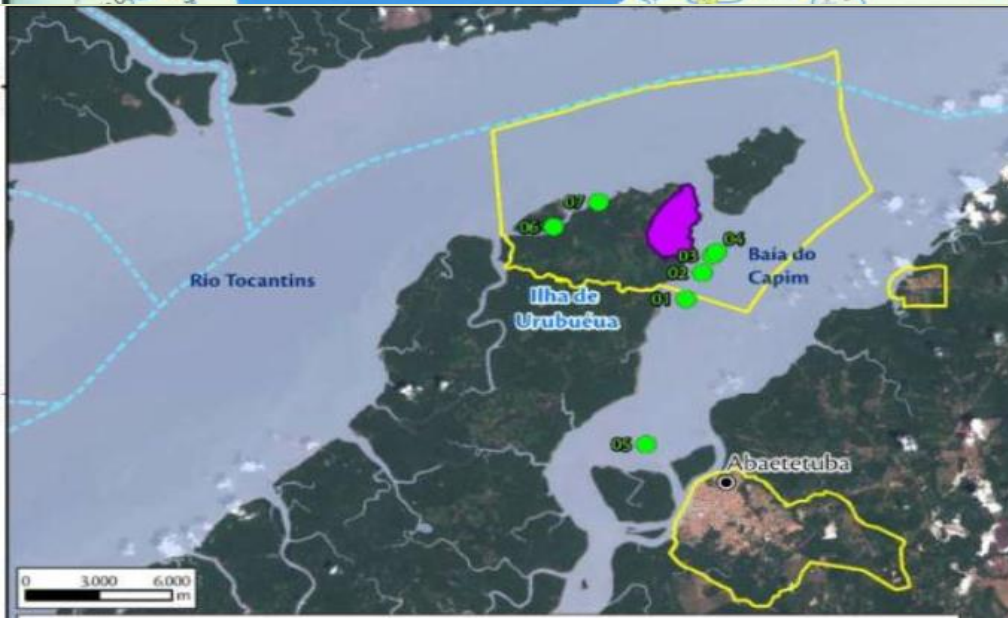 07
06
04
03
02
01
Rio Tocantins
Baía do
Capim
Ilha de
Urubuéua
05
Abaetetuba
0 3.000 6.000
m